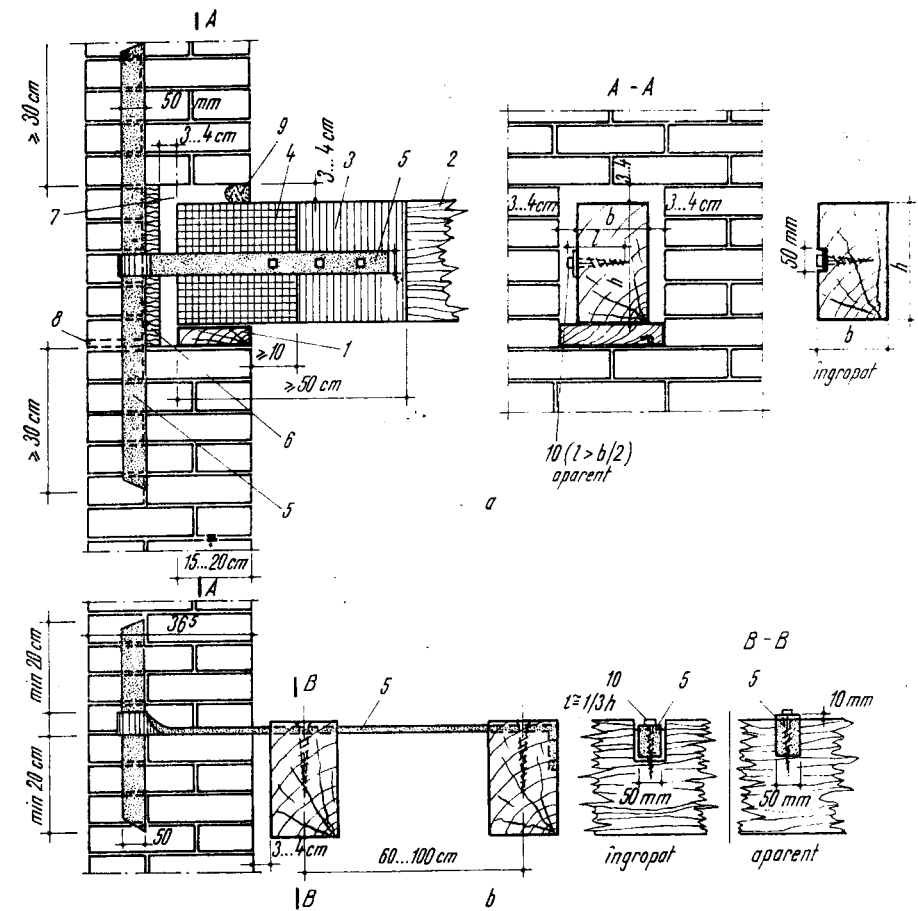 A
A - A
⩾ 30 cm
50 mm
3...4 cm
9
4
3...4 cm
3
5
2
7
8
1
⩾10
⩾50 cm
6
5
⩾ 30 cm
15...20 cm
A
3..4
3..4 cm
b
3...4 cm
l
h
50 mm
h
b
îngropat
10 (l > b/2)
aparent
a
36⁵
min 20 cm
min 20 cm
50
B
5
3...4 cm
60...100 cm
B
b
B - B
10
5
l ≅ 1/3h
50 mm
îngropat
5
10 mm
50 mm
aparent